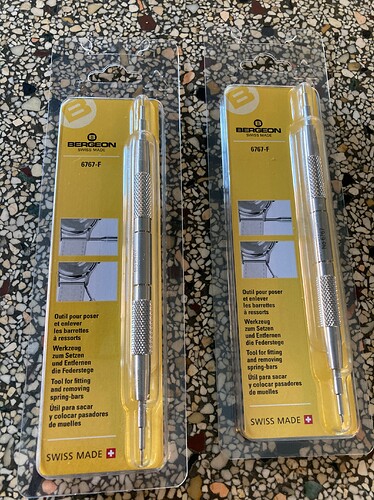 B
BERGEON
SWISS MADE
6767-F
Outil pour poser
et enlever
les barrettes
à ressorts
Werkzeug
zum Setzen
und Entfernen
die Federstege
Tool for fitting
and removing
spring-bars
Útil para sacar
y colocar pasadores
de muelles
SWISS MADE
B
BERGEON
SWISS MADE
6767-F
Outil pour poser
et enlever
les barrettes
à ressorts
Werkzeug
zum Setzen
und Entfernen
die Federstege
Tool for fitting
and removing
spring-bars
Útil para sacar
y colocar pasadores
de muelles
SWISS MADE